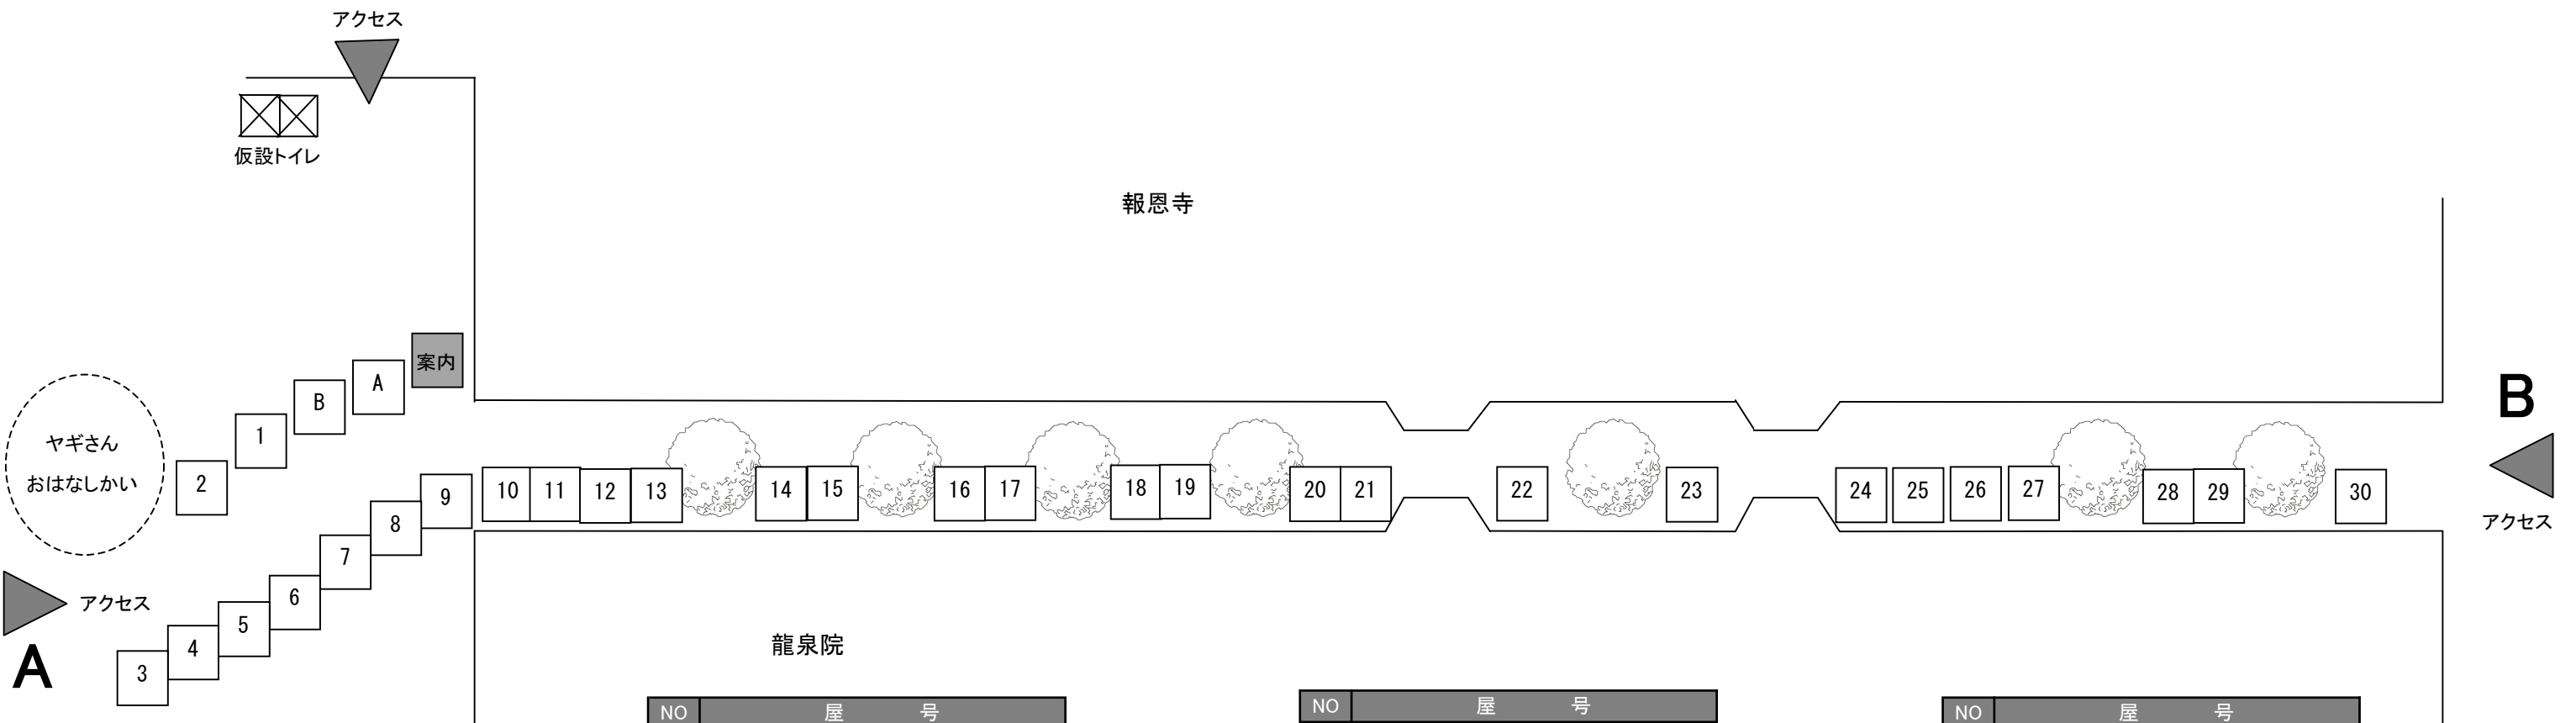 アクセス
仮設トイレ
報恩寺
案内
A
B
1
2
ヤギさん
おはなしかい
B
アクセス
9
8
7
6
5
4
3
10
11
12
13
14
15
16
17
18
19
20
21
22
23
24
25
26
27
28
29
30
アクセス
A
龍泉院
NO 屋 号
NO 屋 号
NO 屋 号